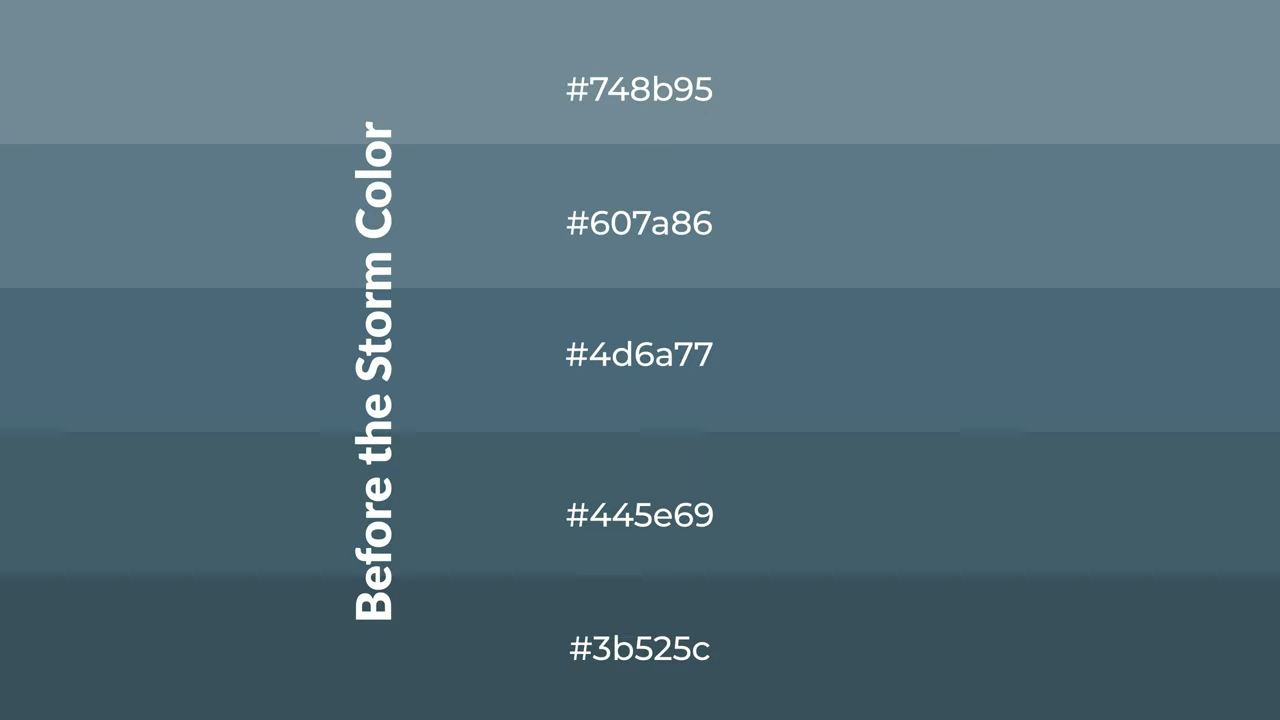 Before the Storm Color
#748b95
#607a86
#4d6a77
#445e69
#3b525c